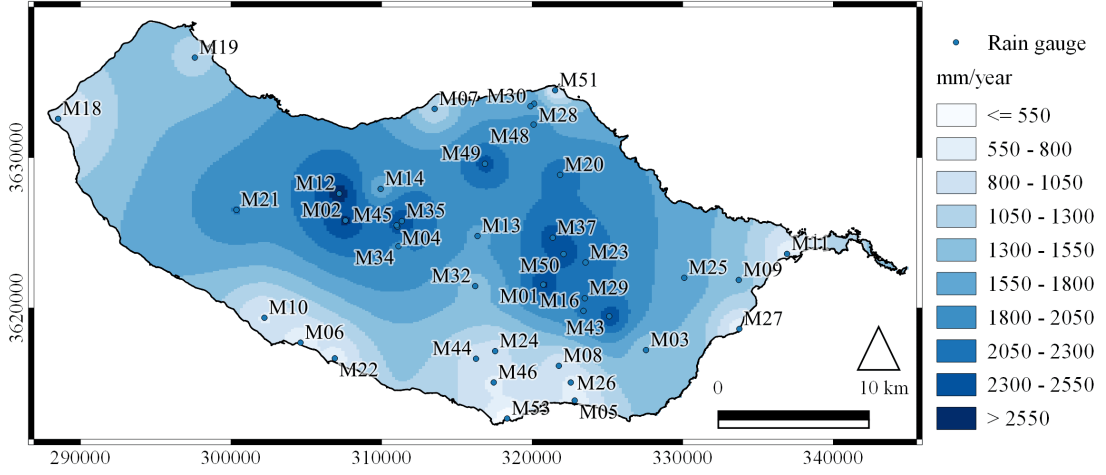 M19
M51
M18
M07
M30
M28
M48
M49
M20
M12
M14
M21
M02
M45
M35
M04
M34
M13
M37
M23
M50
M11
M25
M09
M32
M01
M16
M29
M43
M10
M06
M22
M27
M03
M24
M44
M08
M46
M26
M53
M05
3630000
3620000
290000
300000
310000
320000
330000
340000
0
10 km
Rain gauge
mm/year
<= 550
550 - 800
800 - 1050
1050 - 1300
1300 - 1550
1550 - 1800
1800 - 2050
2050 - 2300
2300 - 2550
> 2550